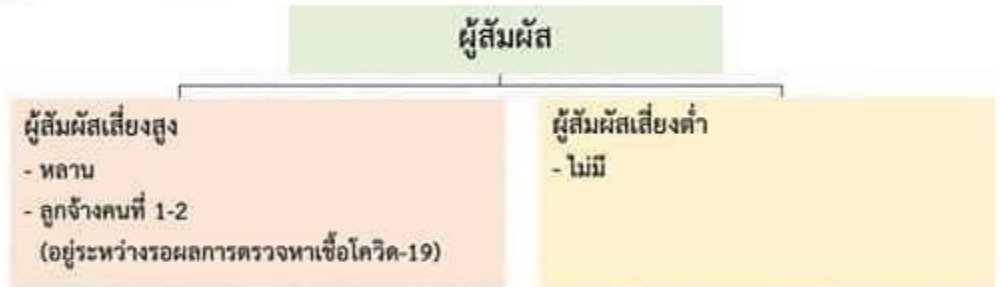 ผู้สัมผัส
ผู้สัมผัสเสี่ยงสูง
- หลาน
- ลูกจ้างคนที่ 1-2
(อยู่ระหว่างรอผลการตรวจหาเชื้อโควิด-19)
ผู้สัมผัสเสี่ยงต่ำ
- ไม่มี